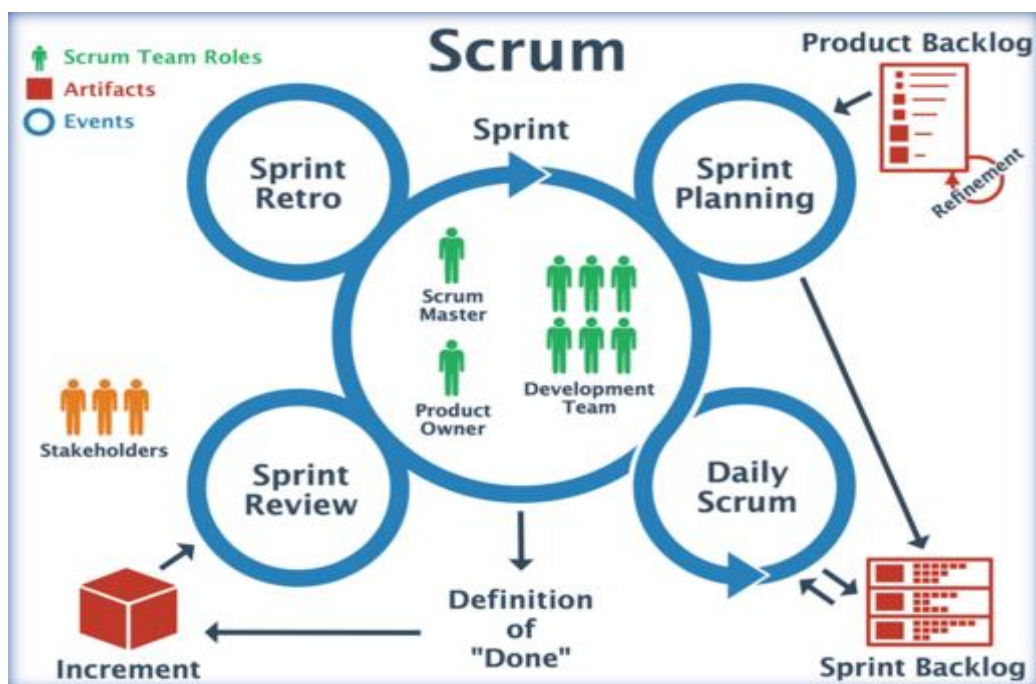 Scrum
Scrum Team Roles
Artifacts
Events
Product Backlog
Refinement
Sprint
Sprint
Retro
Sprint
Planning
Scrum
Master
Product
Owner
Development
Team
Stakeholders
Sprint
Review
Daily
Scrum
Definition
of
"Done"
Increment
Sprint Backlog